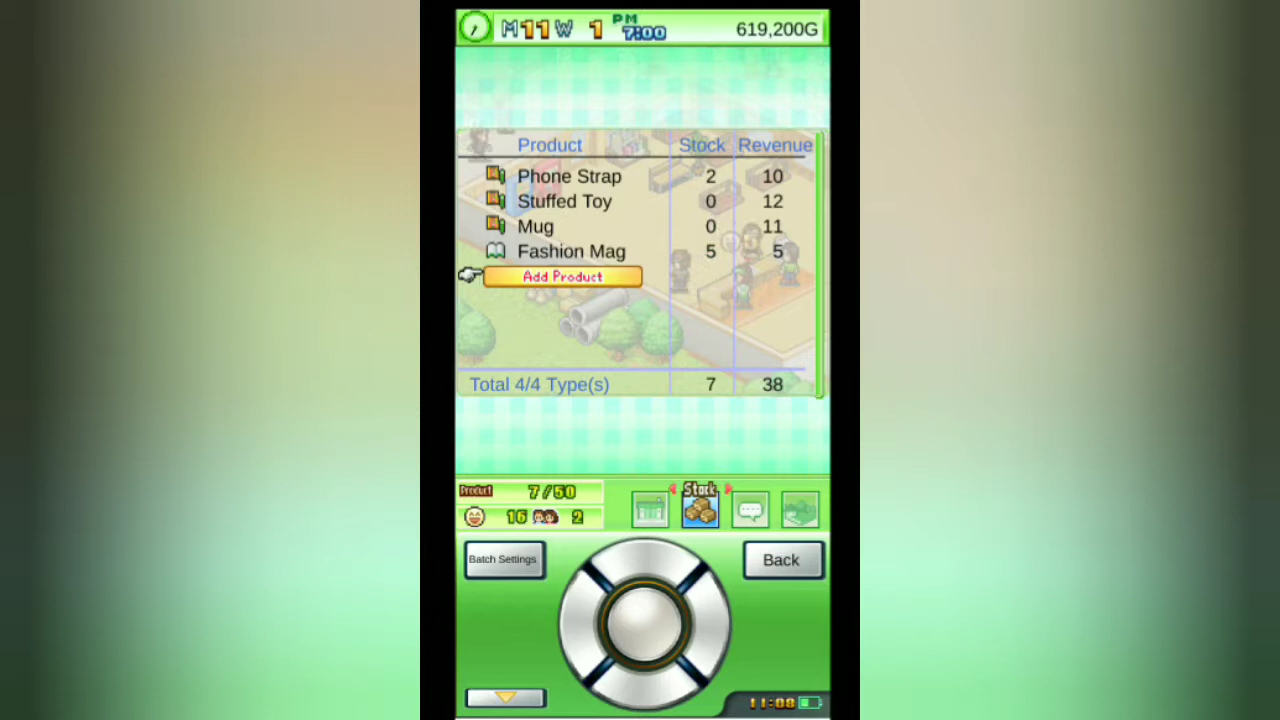 M11W 1 PM 7:00 619,200G
Product Stock Revenue
Phone Strap 2 10
Stuffed Toy 0 12
Mug 0 11
Fashion Mag 5 5
Add Product
Total 4/4 Type(s) 7 38
Product 7/50
Stock
16 2
Batch Settings
Back
11:08